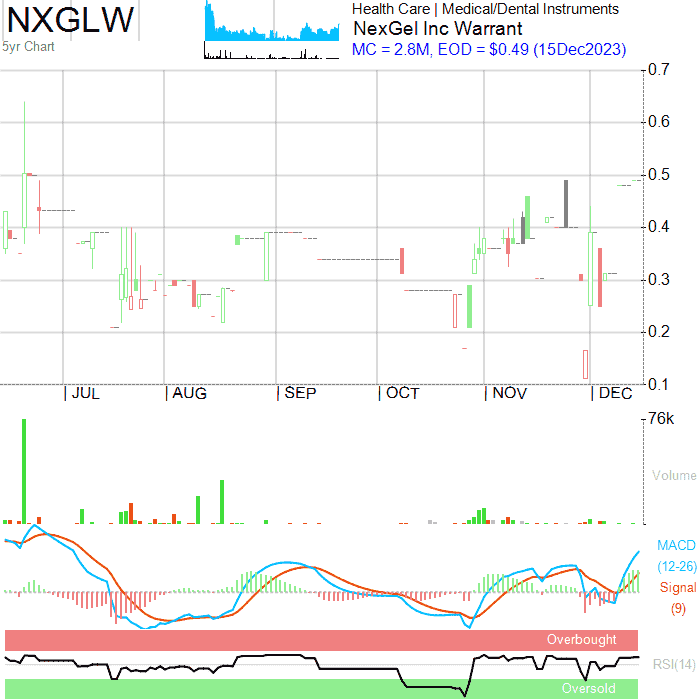 NXGLW
5yr Chart
Health Care | Medical/Dental Instruments
NexGel Inc Warrant
MC = 2.8M, EOD = $0.49 (15Dec2023)
0.7
0.6
0.5
0.4
0.3
0.2
0.1
| JUL | AUG | SEP | OCT | NOV | DEC
76k
Volume
MACD
(12-26)
Signal
(9)
Overbought
RSI(14)
Oversold